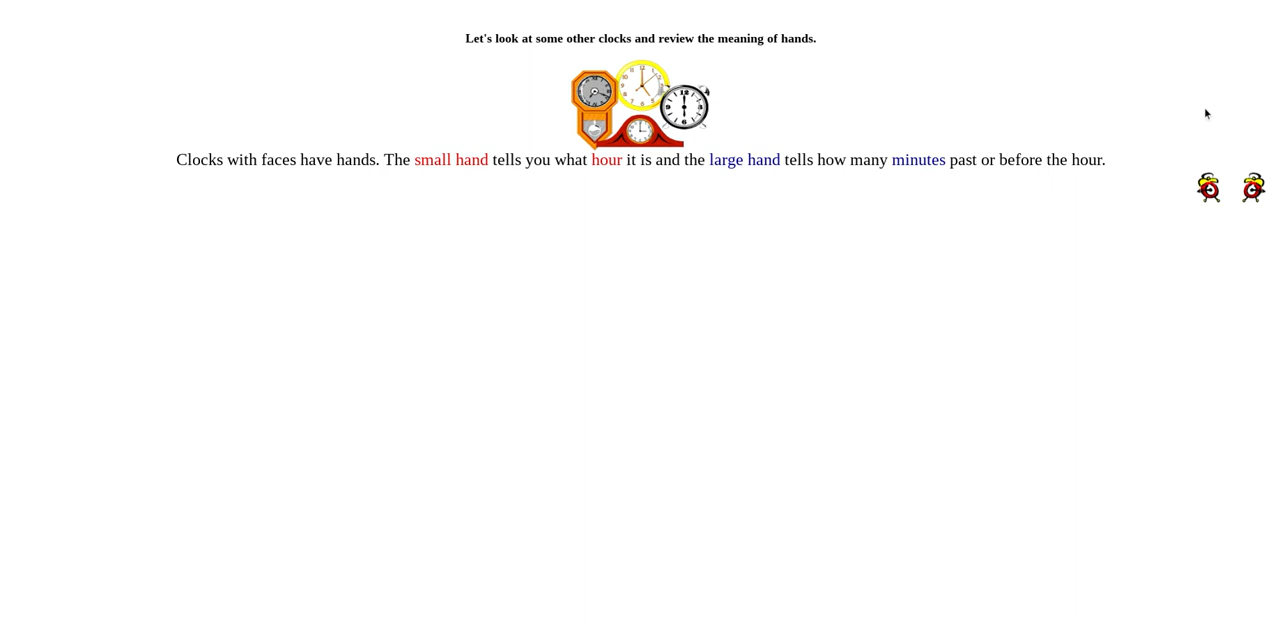 Let's look at some other clocks and review the meaning of hands.
Clocks with faces have hands. The small hand tells you what hour it is and the large hand tells how many minutes past or before the hour.